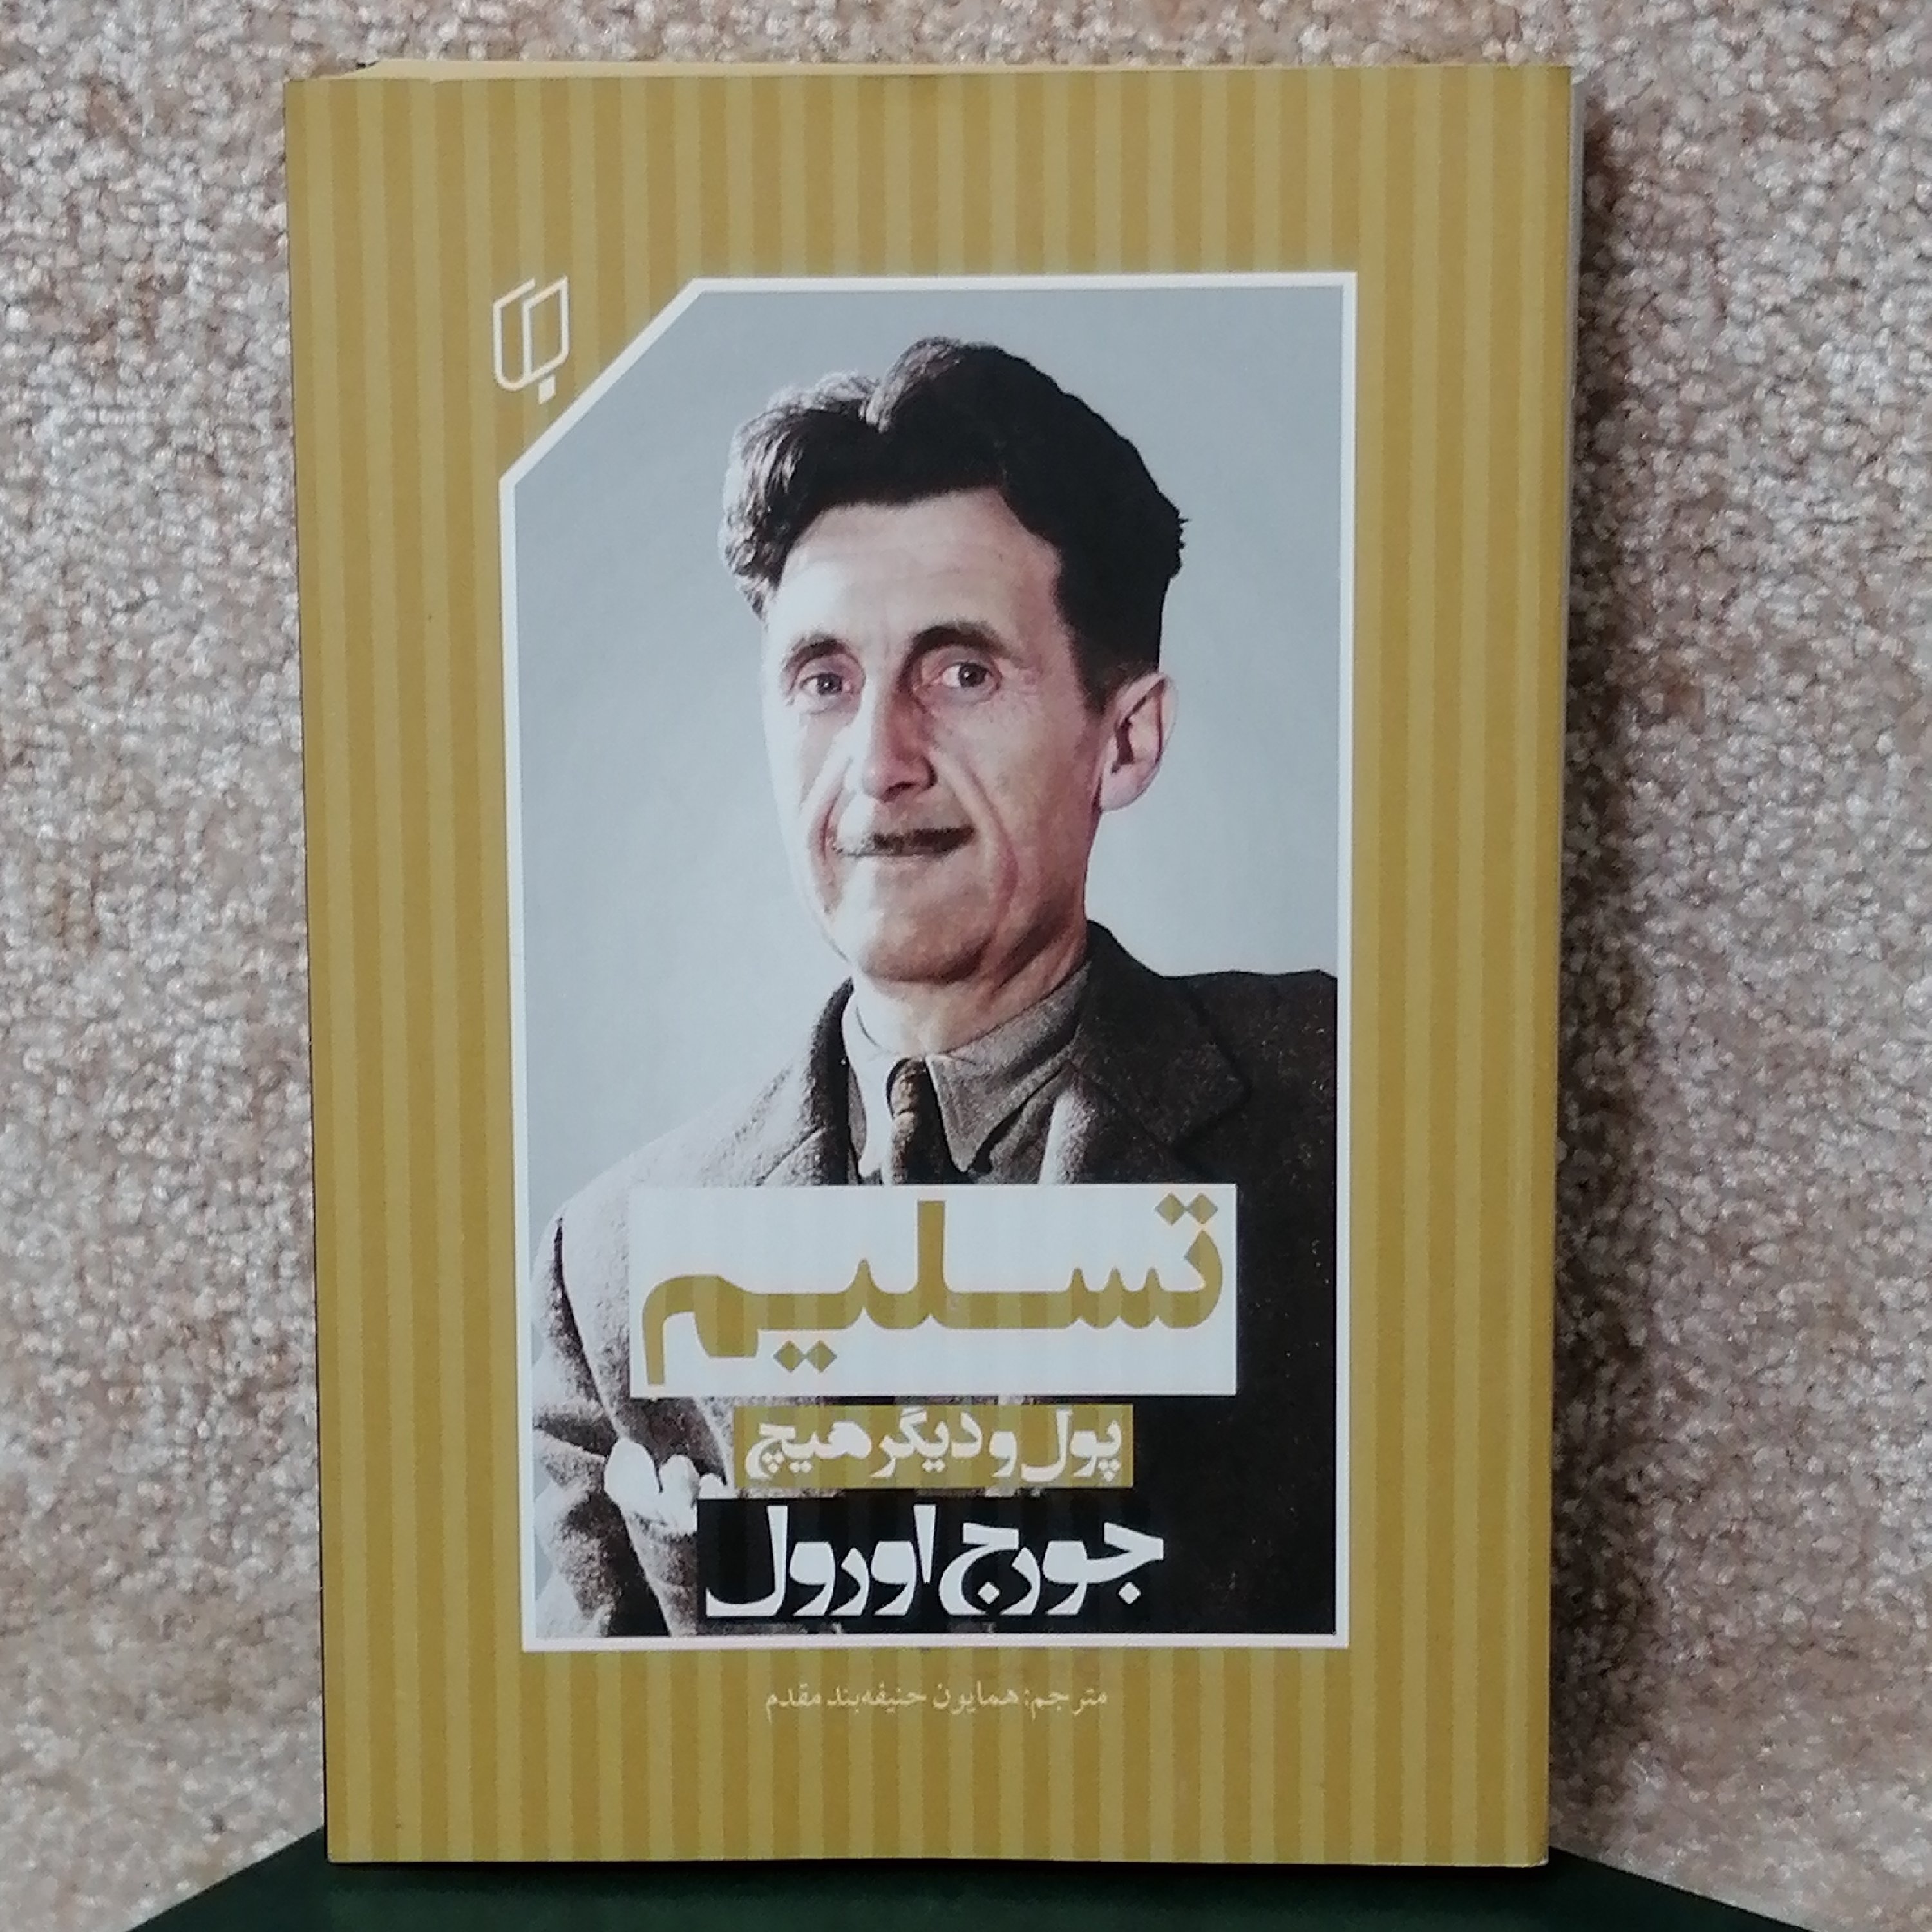 تسلیم
پول و دیگر هیچ
جورج اورول
مترجم: همایون حنیفه‌بند مقدم